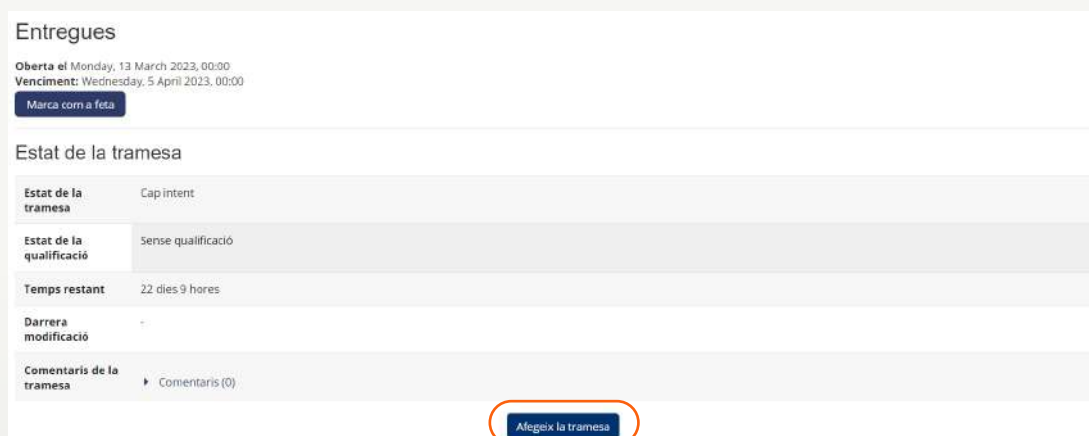 Entregues
Oberta el Monday, 13 March 2023, 00:00
Venciment: Wednesday, 5 April 2023, 00:00
Marca com a feta
Estat de la tramesa
Estat de la tramesa Cap intent
Estat de la qualificació Sense qualificació
Temps restant 22 dies 9 hores
Darrera modificació -
Comentaris de la tramesa Comentaris (0)
Afegeix la tramesa